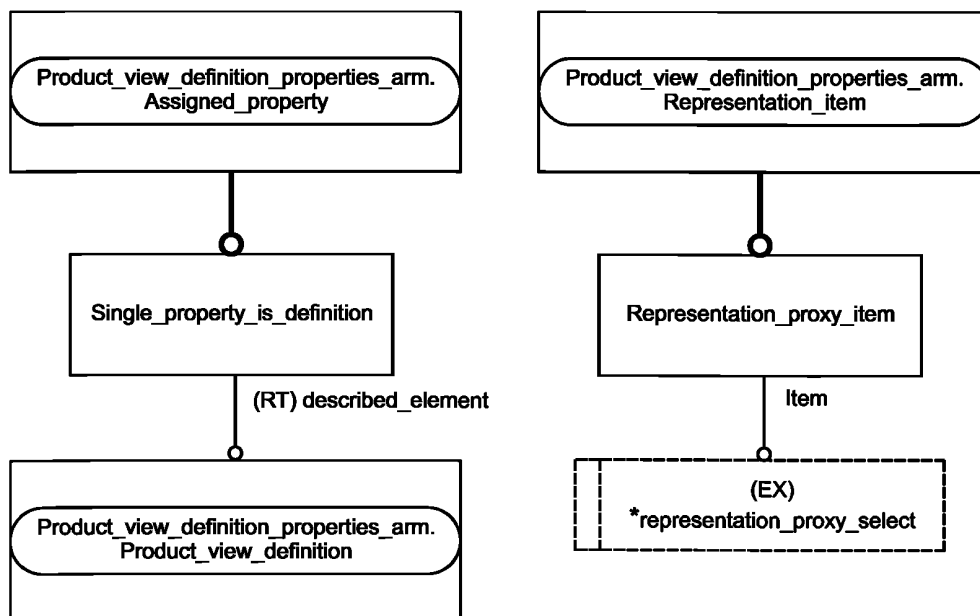 Product_view_definition_properties_arm.
Assigned_property
Product_view_definition_properties_arm.
Representation_item
Single_property_is_definition
Representation_proxy_item
(RT) described_element
Item
Product_view_definition_properties_arm.
Product_view_definition
(EX)
*representation_proxy_select